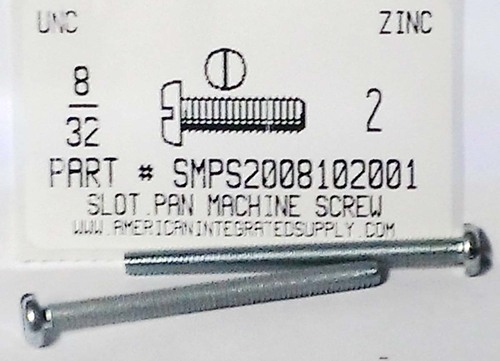 UNC ZINC
8
32
2
PART # SMPS2008102001
SLOT.PAN MACHINE SCREW
WWW.AMERICANINTEGRATEDSUPPLY.COM